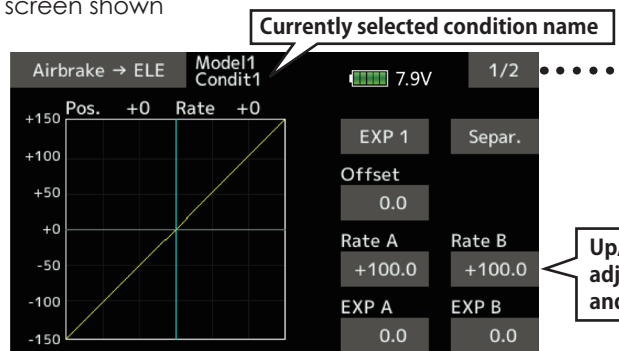 screen shown
Currently selected condition name
Airbrake → ELE
Model1
Condit1
7.9V
1/2
Pos. +0 Rate +0
+150
+100
+50
+0
-50
-100
-150
EXP 1
Separ.
Offset
0.0
Rate A
Rate B
+100.0
+100.0
EXP A
EXP B
0.0
0.0
Up/
adj
and